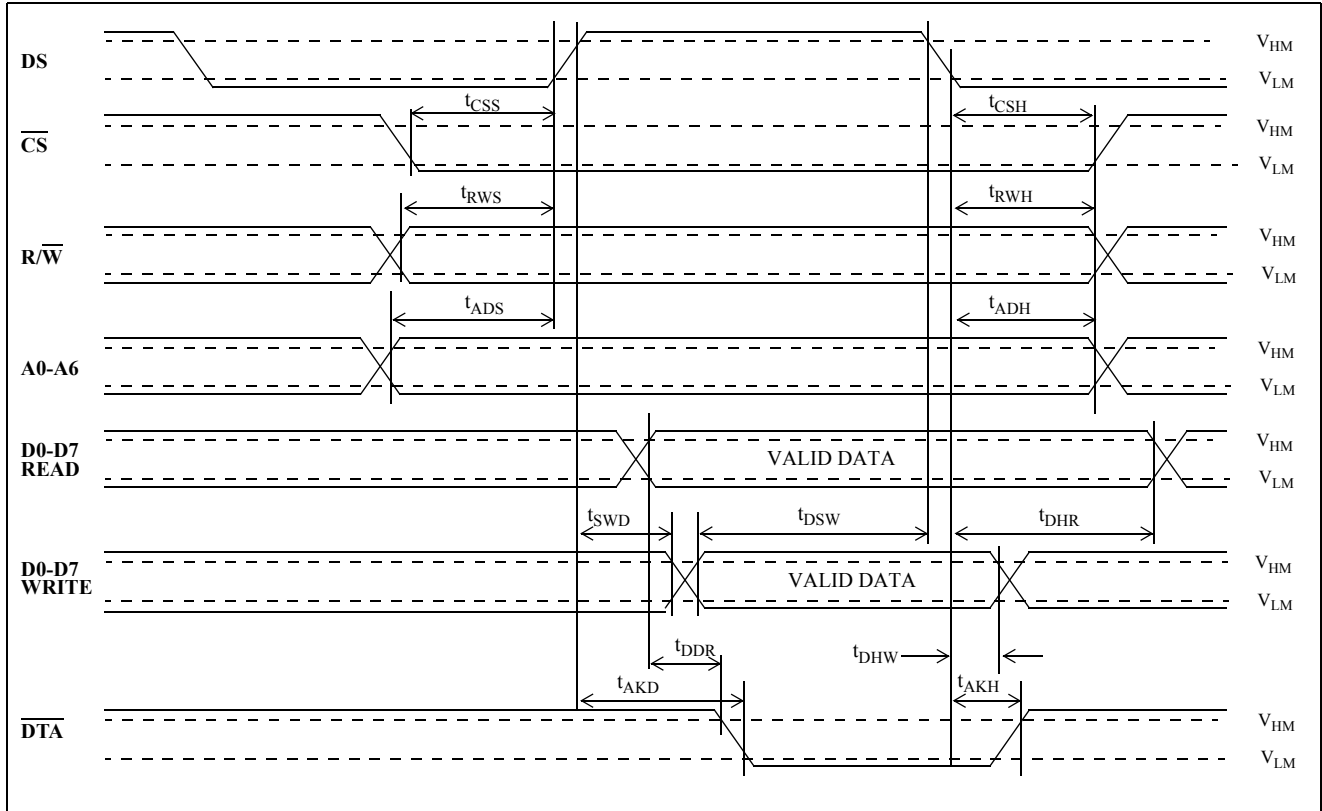 DS
V_HM
V_LM
t_CSS
t_CSH
C̅S̅
V_HM
V_LM
t_RWS
t_RWH
R/W̅
V_HM
V_LM
t_ADS
t_ADH
A0-A6
V_HM
V_LM
D0-D7
READ
VALID DATA
V_HM
V_LM
t_SWD
t_DSW
t_DHR
D0-D7
WRITE
VALID DATA
V_HM
V_LM
t_DDR
t_DHW
t_AKD
t_AKH
D̅T̅A̅
V_HM
V_LM